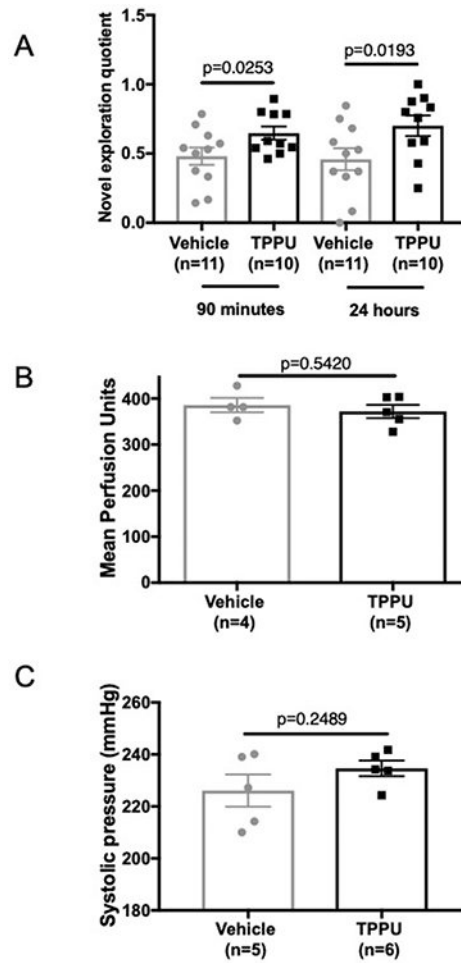 A
Novel exploration quotient
1.5
1.0
0.5
0.0
p=0.0253
p=0.0193
Vehicle TPPU Vehicle TPPU
(n=11) (n=10) (n=11) (n=10)
90 minutes 24 hours
B
Mean Perfusion Units
p=0.5420
400
300
200
100
0
Vehicle TPPU
(n=4) (n=5)
C
Systolic pressure (mmHg)
260
240
220
200
180
p=0.2489
Vehicle TPPU
(n=5) (n=6)